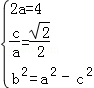 2a=4
c/a=√2/2
b²=a²-c²